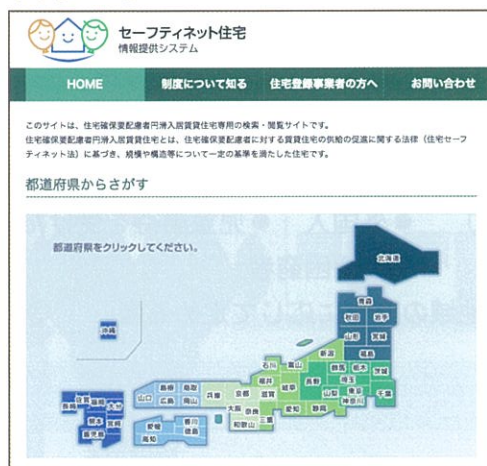 セーフティネット住宅
情報提供システム
HOME
制度について知る
住宅登録事業者の方へ
お問い合わせ
このサイトは、住宅確保要配慮者円滑入居賃貸住宅専用の検索・閲覧サイトです。
住宅確保要配慮者円滑入居賃貸住宅とは、住宅確保要配慮者に対する賃貸住宅の供給の促進に関する法律（住宅セーフ
ティネット法）に基づき、規模や構造等について一定の基準を満たした住宅です。
都道府県からさがす
都道府県をクリックしてください。
北海道
青森
秋田 岩手
山形 宮城
福島
沖縄
新潟
石川 富山
群馬 栃木 茨城
福井 岐阜 長野 埼玉
山梨 東京 千葉
神奈川
島根 鳥取 兵庫 京都 滋賀
山口 広島 岡山
大阪 奈良 愛知 静岡
和歌山 三重
長崎 佐賀 福岡 大分
熊本 宮崎
鹿児島
愛媛 香川
高知 徳島